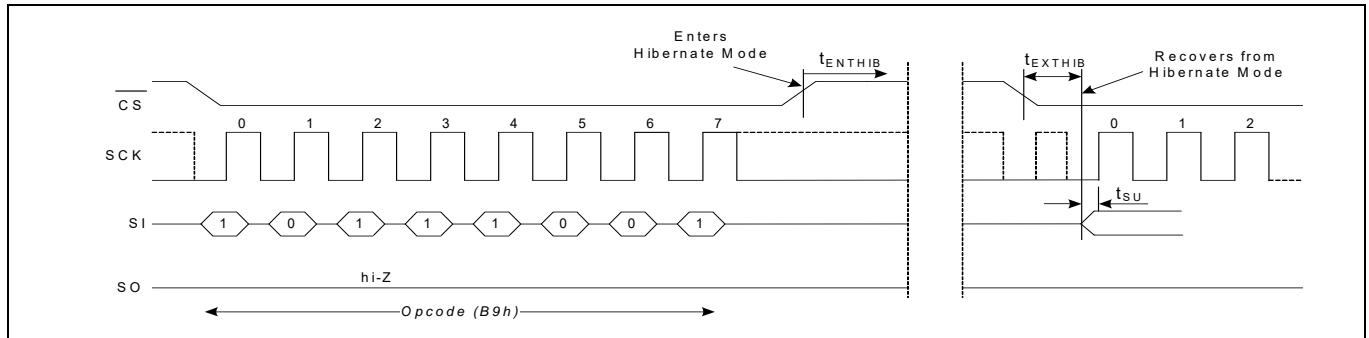 Enters
Hibernate Mode
tENTHIB
tEXTHIB
Recovers from
Hibernate Mode
CS
0 1 2 3 4 5 6 7 0 1 2
SCK
tSU
SI 1 0 1 1 1 0 0 1
hi-Z
SO
Opcode (B9h)